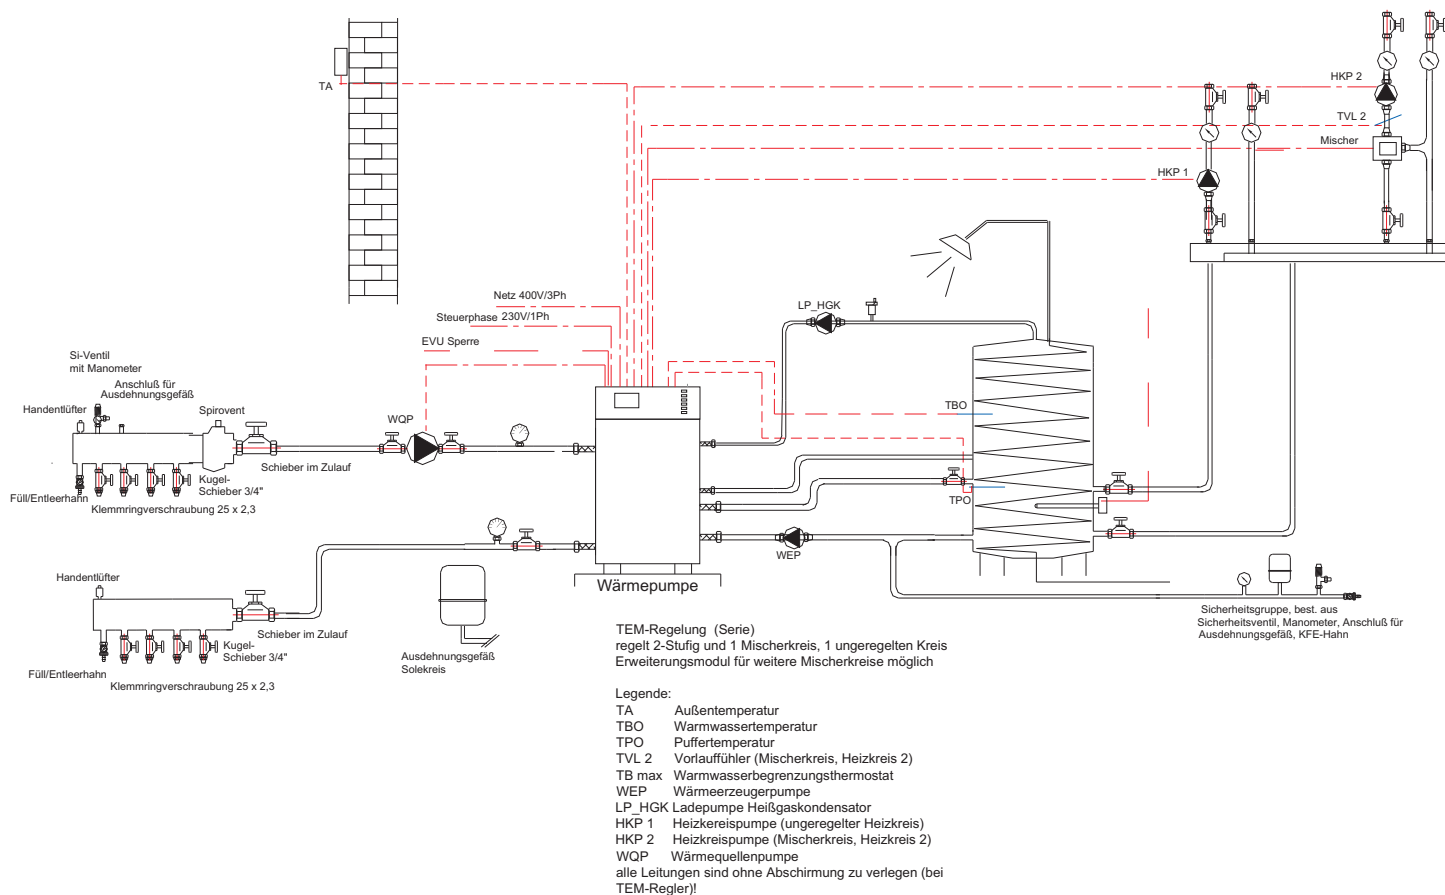 TA
HKP 2
TVL 2
Mischer
HKP 1
Netz 400V/3Ph
Steuerphase 230V/1Ph
EVU Sperre
LP_HGK
Si-Ventil
mit Manometer
Anschluß für
Ausdehnungsgefäß
Handentlüfter
Spirovent
WQP
TBO
Schieber im Zulauf
Kugel-
Schieber 3/4"
Füll/Entleerhahn
Klemmringverschraubung 25 x 2,3
TPO
WEP
Handentlüfter
Wärmepumpe
Schieber im Zulauf
Kugel-
Schieber 3/4"
Füll/Entleerhahn
Klemmringverschraubung 25 x 2,3
Ausdehnungsgefäß
Solekreis
Sicherheitsgruppe, best. aus
Sicherheitsventil, Manometer, Anschluß für
Ausdehnungsgefäß, KFE-Hahn
TEM-Regelung (Serie)
regelt 2-Stufig und 1 Mischerkreis, 1 ungeregelten Kreis
Erweiterungsmodul für weitere Mischerkreise möglich
Legende:
TA Außentemperatur
TBO Warmwassertemperatur
TPO Puffertemperatur
TVL 2 Vorlauffühler (Mischerkreis, Heizkreis 2)
TB max Warmwasserbegrenzungsthermostat
WEP Wärmeerzeugerpumpe
LP_HGK Ladepumpe Heißgaskondensator
HKP 1 Heizkereispumpe (ungeregelter Heizkreis)
HKP 2 Heizkreispumpe (Mischerkreis, Heizkreis 2)
WQP Wärmequellenpumpe
alle Leitungen sind ohne Abschirmung zu verlegen (bei
TEM-Regler)!